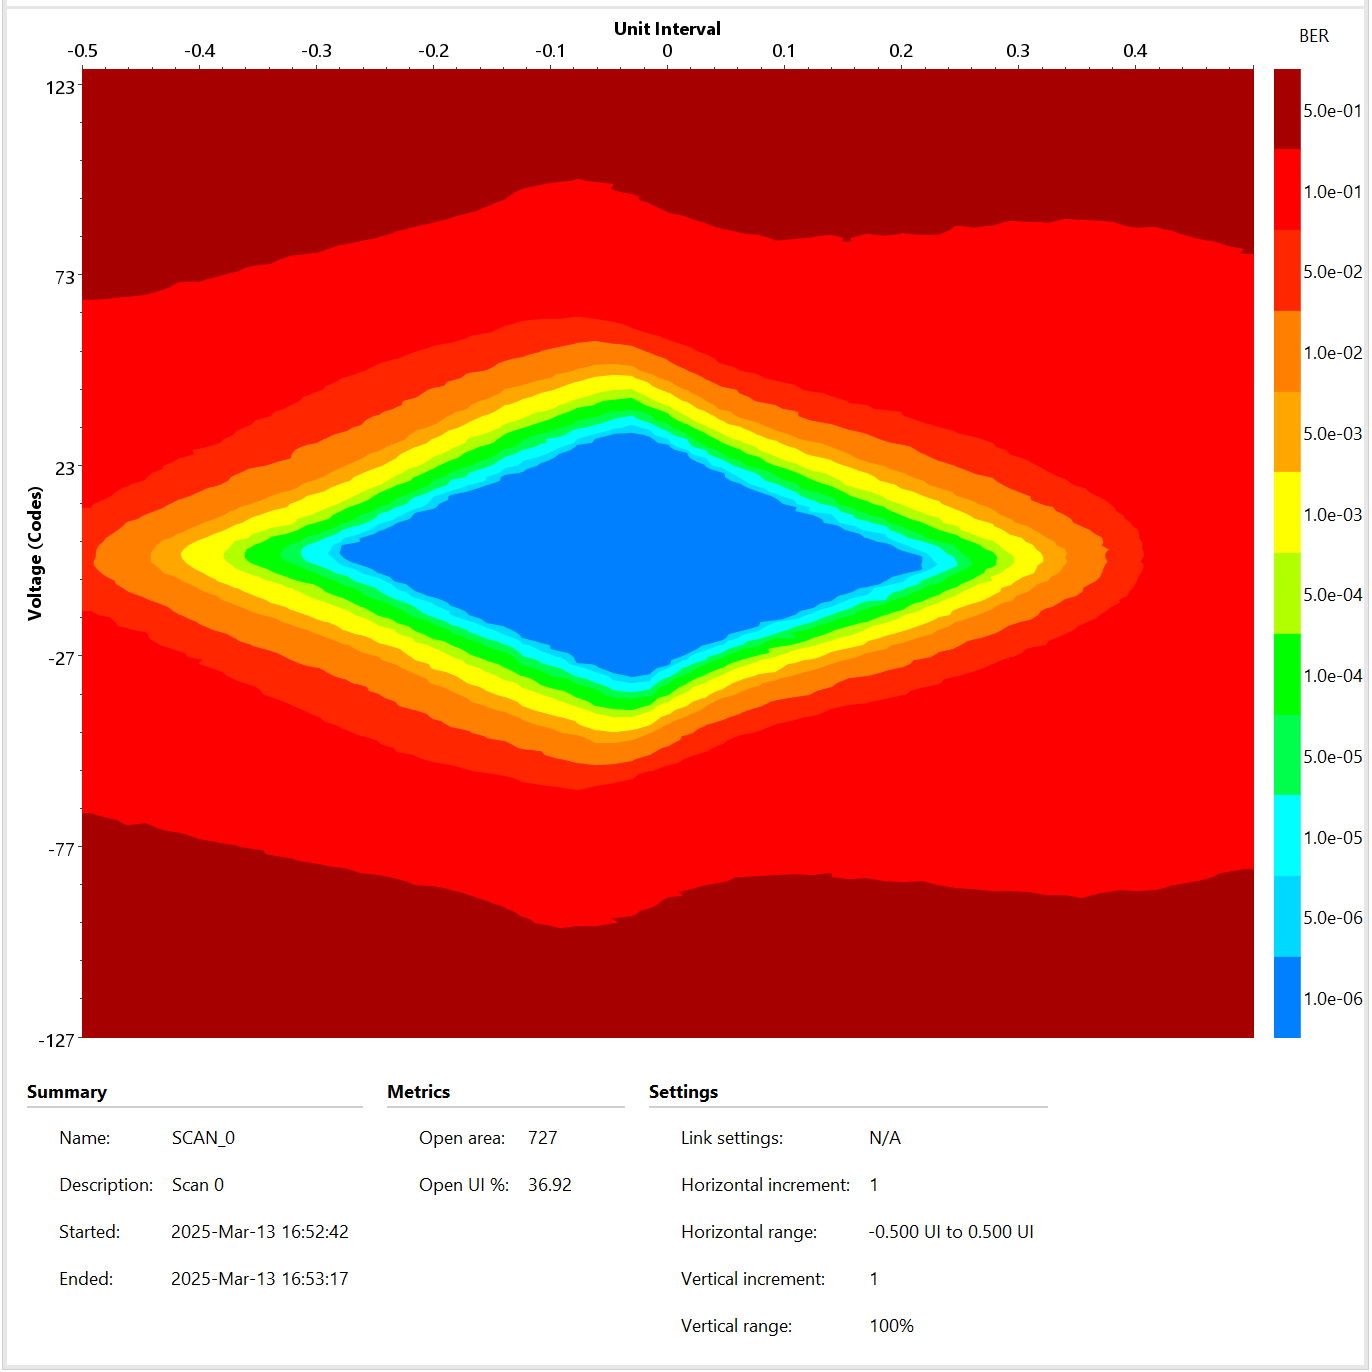 Unit Interval
BER
-0.5 -0.4 -0.3 -0.2 -0.1 0 0.1 0.2 0.3 0.4
123
73
23
-27
-77
-127
Voltage (Codes)
5.0e-01
1.0e-01
5.0e-02
1.0e-02
5.0e-03
1.0e-03
5.0e-04
1.0e-04
5.0e-05
1.0e-05
5.0e-06
1.0e-06
Summary
Name: SCAN_0
Description: Scan 0
Started: 2025-Mar-13 16:52:42
Ended: 2025-Mar-13 16:53:17
Metrics
Open area: 727
Open UI %: 36.92
Settings
Link settings: N/A
Horizontal increment: 1
Horizontal range: -0.500 UI to 0.500 UI
Vertical increment: 1
Vertical range: 100%